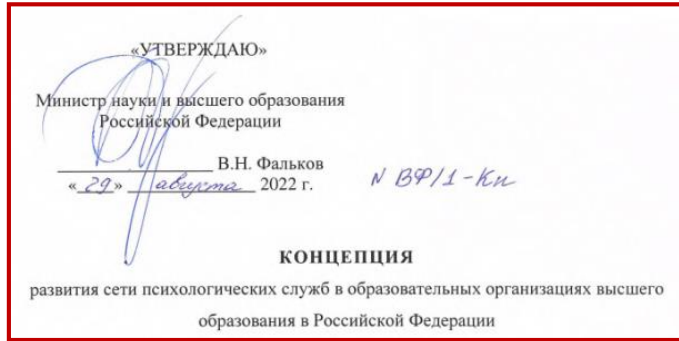 «УТВЕРЖДАЮ»
Министр науки и высшего образования
Российской Федерации
В.Н. Фальков
«29» августа 2022 г.
N ВФ/1-Кн
КОНЦЕПЦИЯ
развития сети психологических служб в образовательных организациях высшего
образования в Российской Федерации